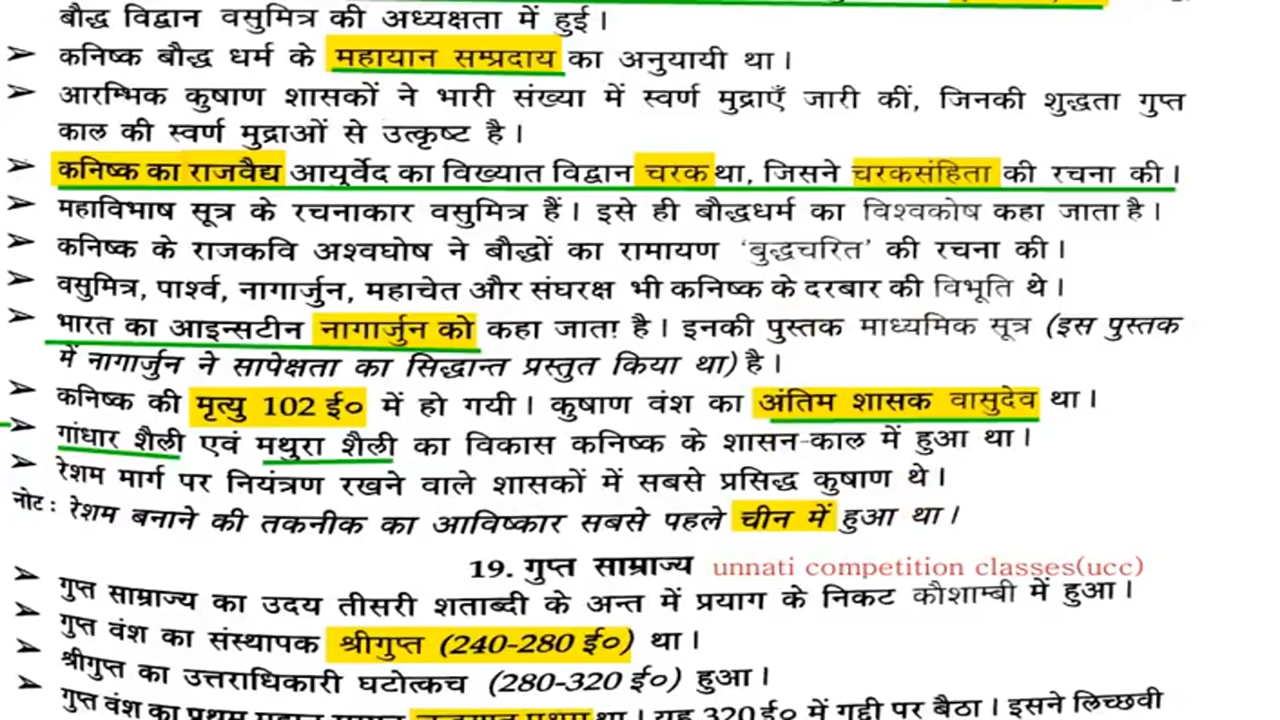 बौद्ध विद्वान वसुमित्र की अध्यक्षता में हुई।
➢ कनिष्क बौद्ध धर्म के महायान सम्प्रदाय का अनुयायी था।
➢ आरम्भिक कुषाण शासकों ने भारी संख्या में स्वर्ण मुद्राएँ जारी कीं, जिनकी शुद्धता गुप्त
काल की स्वर्ण मुद्राओं से उत्कृष्ट है।
➢ कनिष्क का राजवैद्य आयुर्वेद का विख्यात विद्वान चरक था, जिसने चरकसंहिता की रचना की।
➢ महाविभाष सूत्र के रचनाकार वसुमित्र हैं। इसे ही बौद्धधर्म का विश्वकोष कहा जाता है।
➢ कनिष्क के राजकवि अश्वघोष ने बौद्धों का रामायण 'बुद्धचरित' की रचना की।
➢ वसुमित्र, पार्श्व, नागार्जुन, महाचेत और संघरक्ष भी कनिष्क के दरबार की विभूति थे।
➢ भारत का आइन्सटीन नागार्जुन को कहा जाता है। इनकी पुस्तक माध्यमिक सूत्र (इस पुस्तक
में नागार्जुन ने सापेक्षता का सिद्धान्त प्रस्तुत किया था) है।
➢ कनिष्क की मृत्यु 102 ई० में हो गयी। कुषाण वंश का अंतिम शासक वासुदेव था।
➢ गांधार शैली एवं मथुरा शैली का विकास कनिष्क के शासन-काल में हुआ था।
➢ रेशम मार्ग पर नियंत्रण रखने वाले शासकों में सबसे प्रसिद्ध कुषाण थे।
नोट : रेशम बनाने की तकनीक का आविष्कार सबसे पहले चीन में हुआ था।
19. गुप्त साम्राज्य unnati competition classes(ucc)
➢ गुप्त साम्राज्य का उदय तीसरी शताब्दी के अन्त में प्रयाग के निकट कौशाम्बी में हुआ।
➢ गुप्त वंश का संस्थापक श्रीगुप्त (240-280 ई०) था।
➢ श्रीगुप्त का उत्तराधिकारी घटोत्कच (280-320 ई०) हुआ।
➢ गुप्त वंश का प्रथम महान था। यह 320 ई० में गद्दी पर बैठा। इसने लिच्छवी